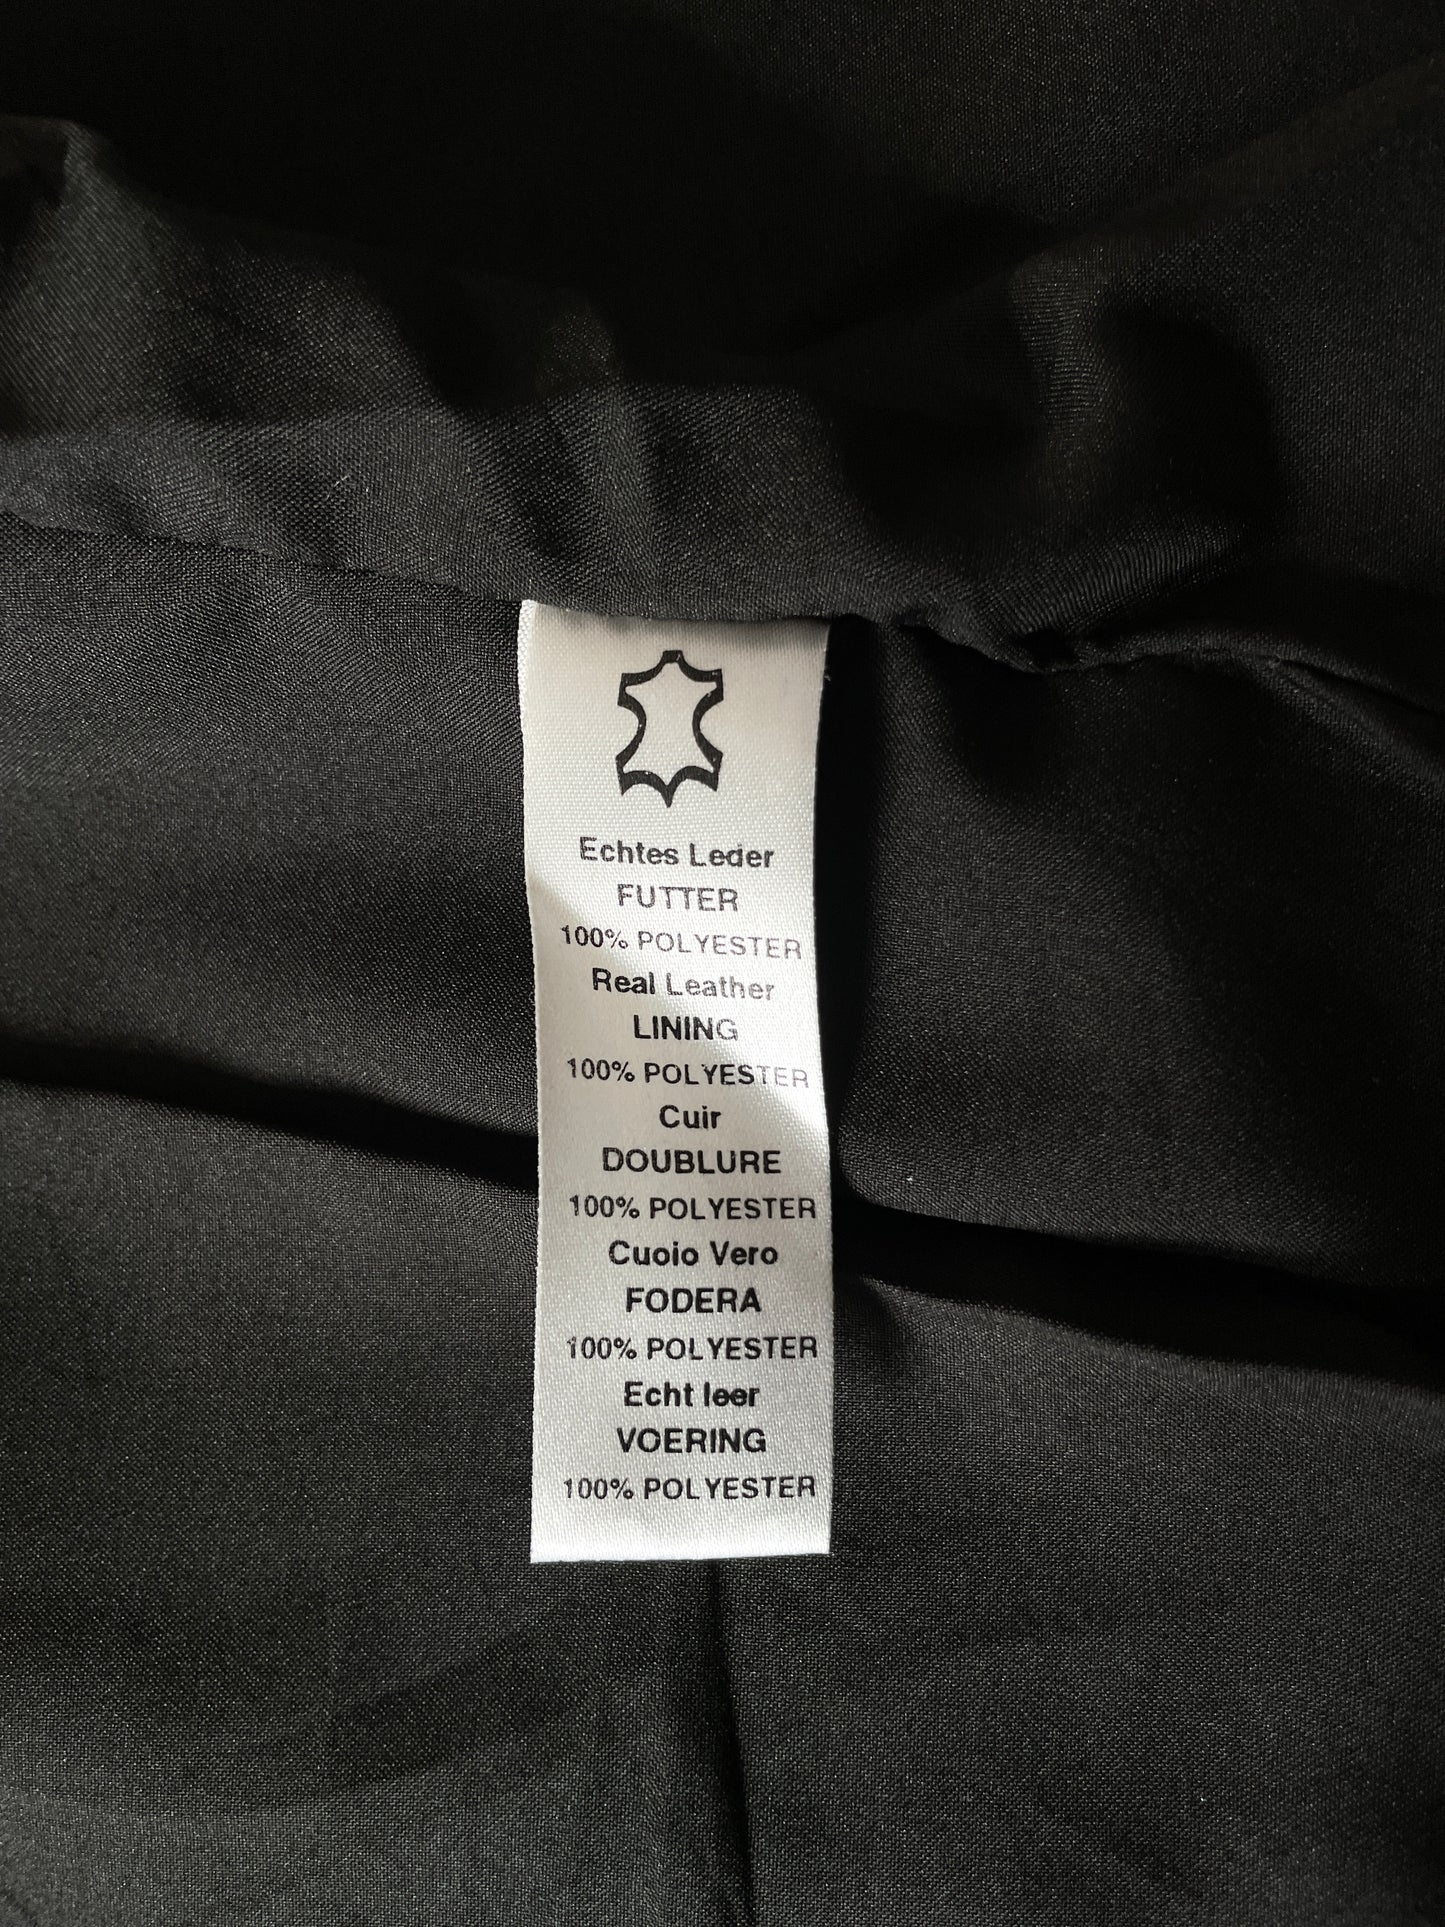 Echtes Leder
FUTTER
100% POLYESTER
Real Leather
LINING
100% POLYESTER
Cuir
DOUBLURE
100% POLYESTER
Cuoio Vero
FODERA
100% POLYESTER
Echt leer
VOERING
100% POLYESTER